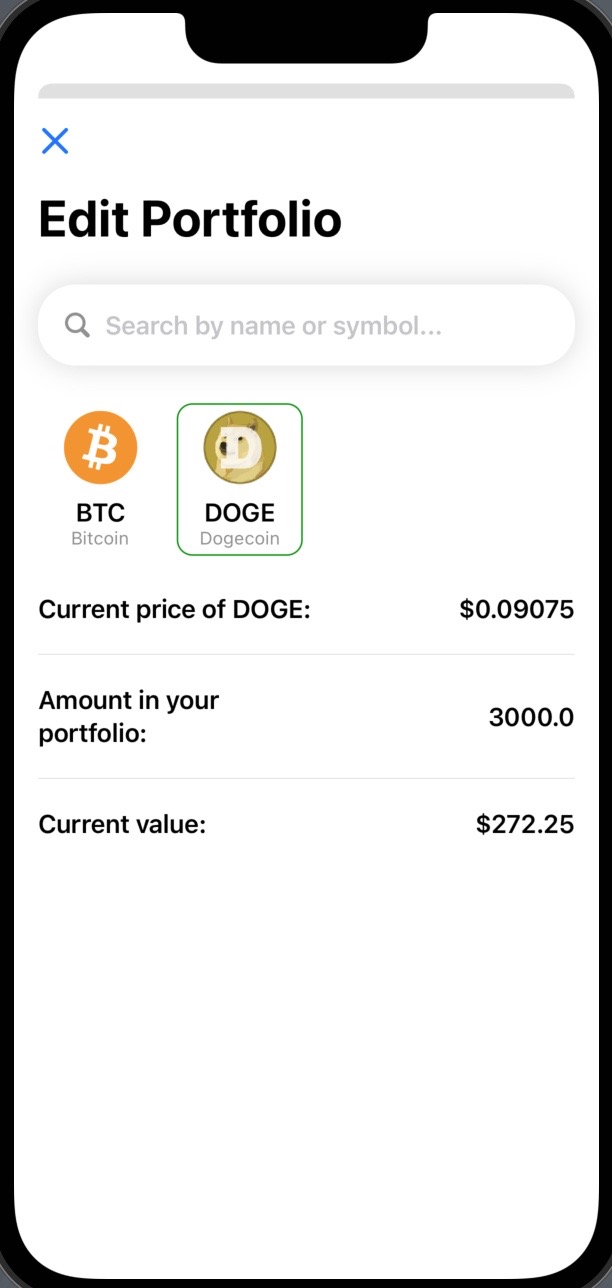 Edit Portfolio
Search by name or symbol...
BTC
Bitcoin
DOGE
Dogecoin
Current price of DOGE:
$0.09075
Amount in your
portfolio:
3000.0
Current value:
$272.25